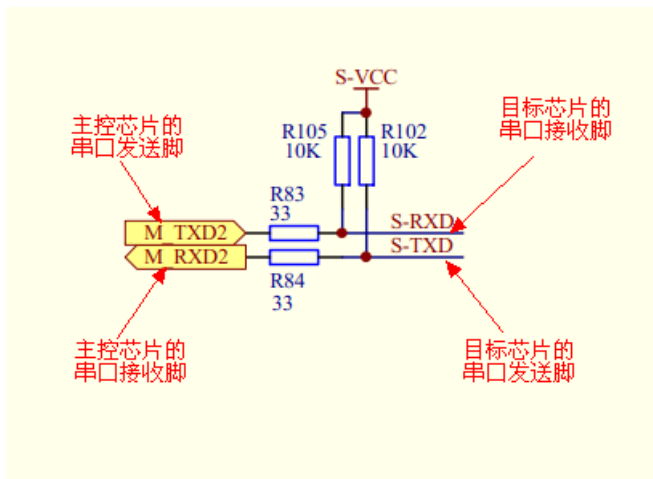 S-VCC
主控芯片的
串口发送脚
目标芯片的
串口接收脚
R105
10K
R102
10K
R83
33
M_TXD2
S-RXD
M_RXD2
S-TXD
R84
33
主控芯片的
串口接收脚
目标芯片的
串口发送脚